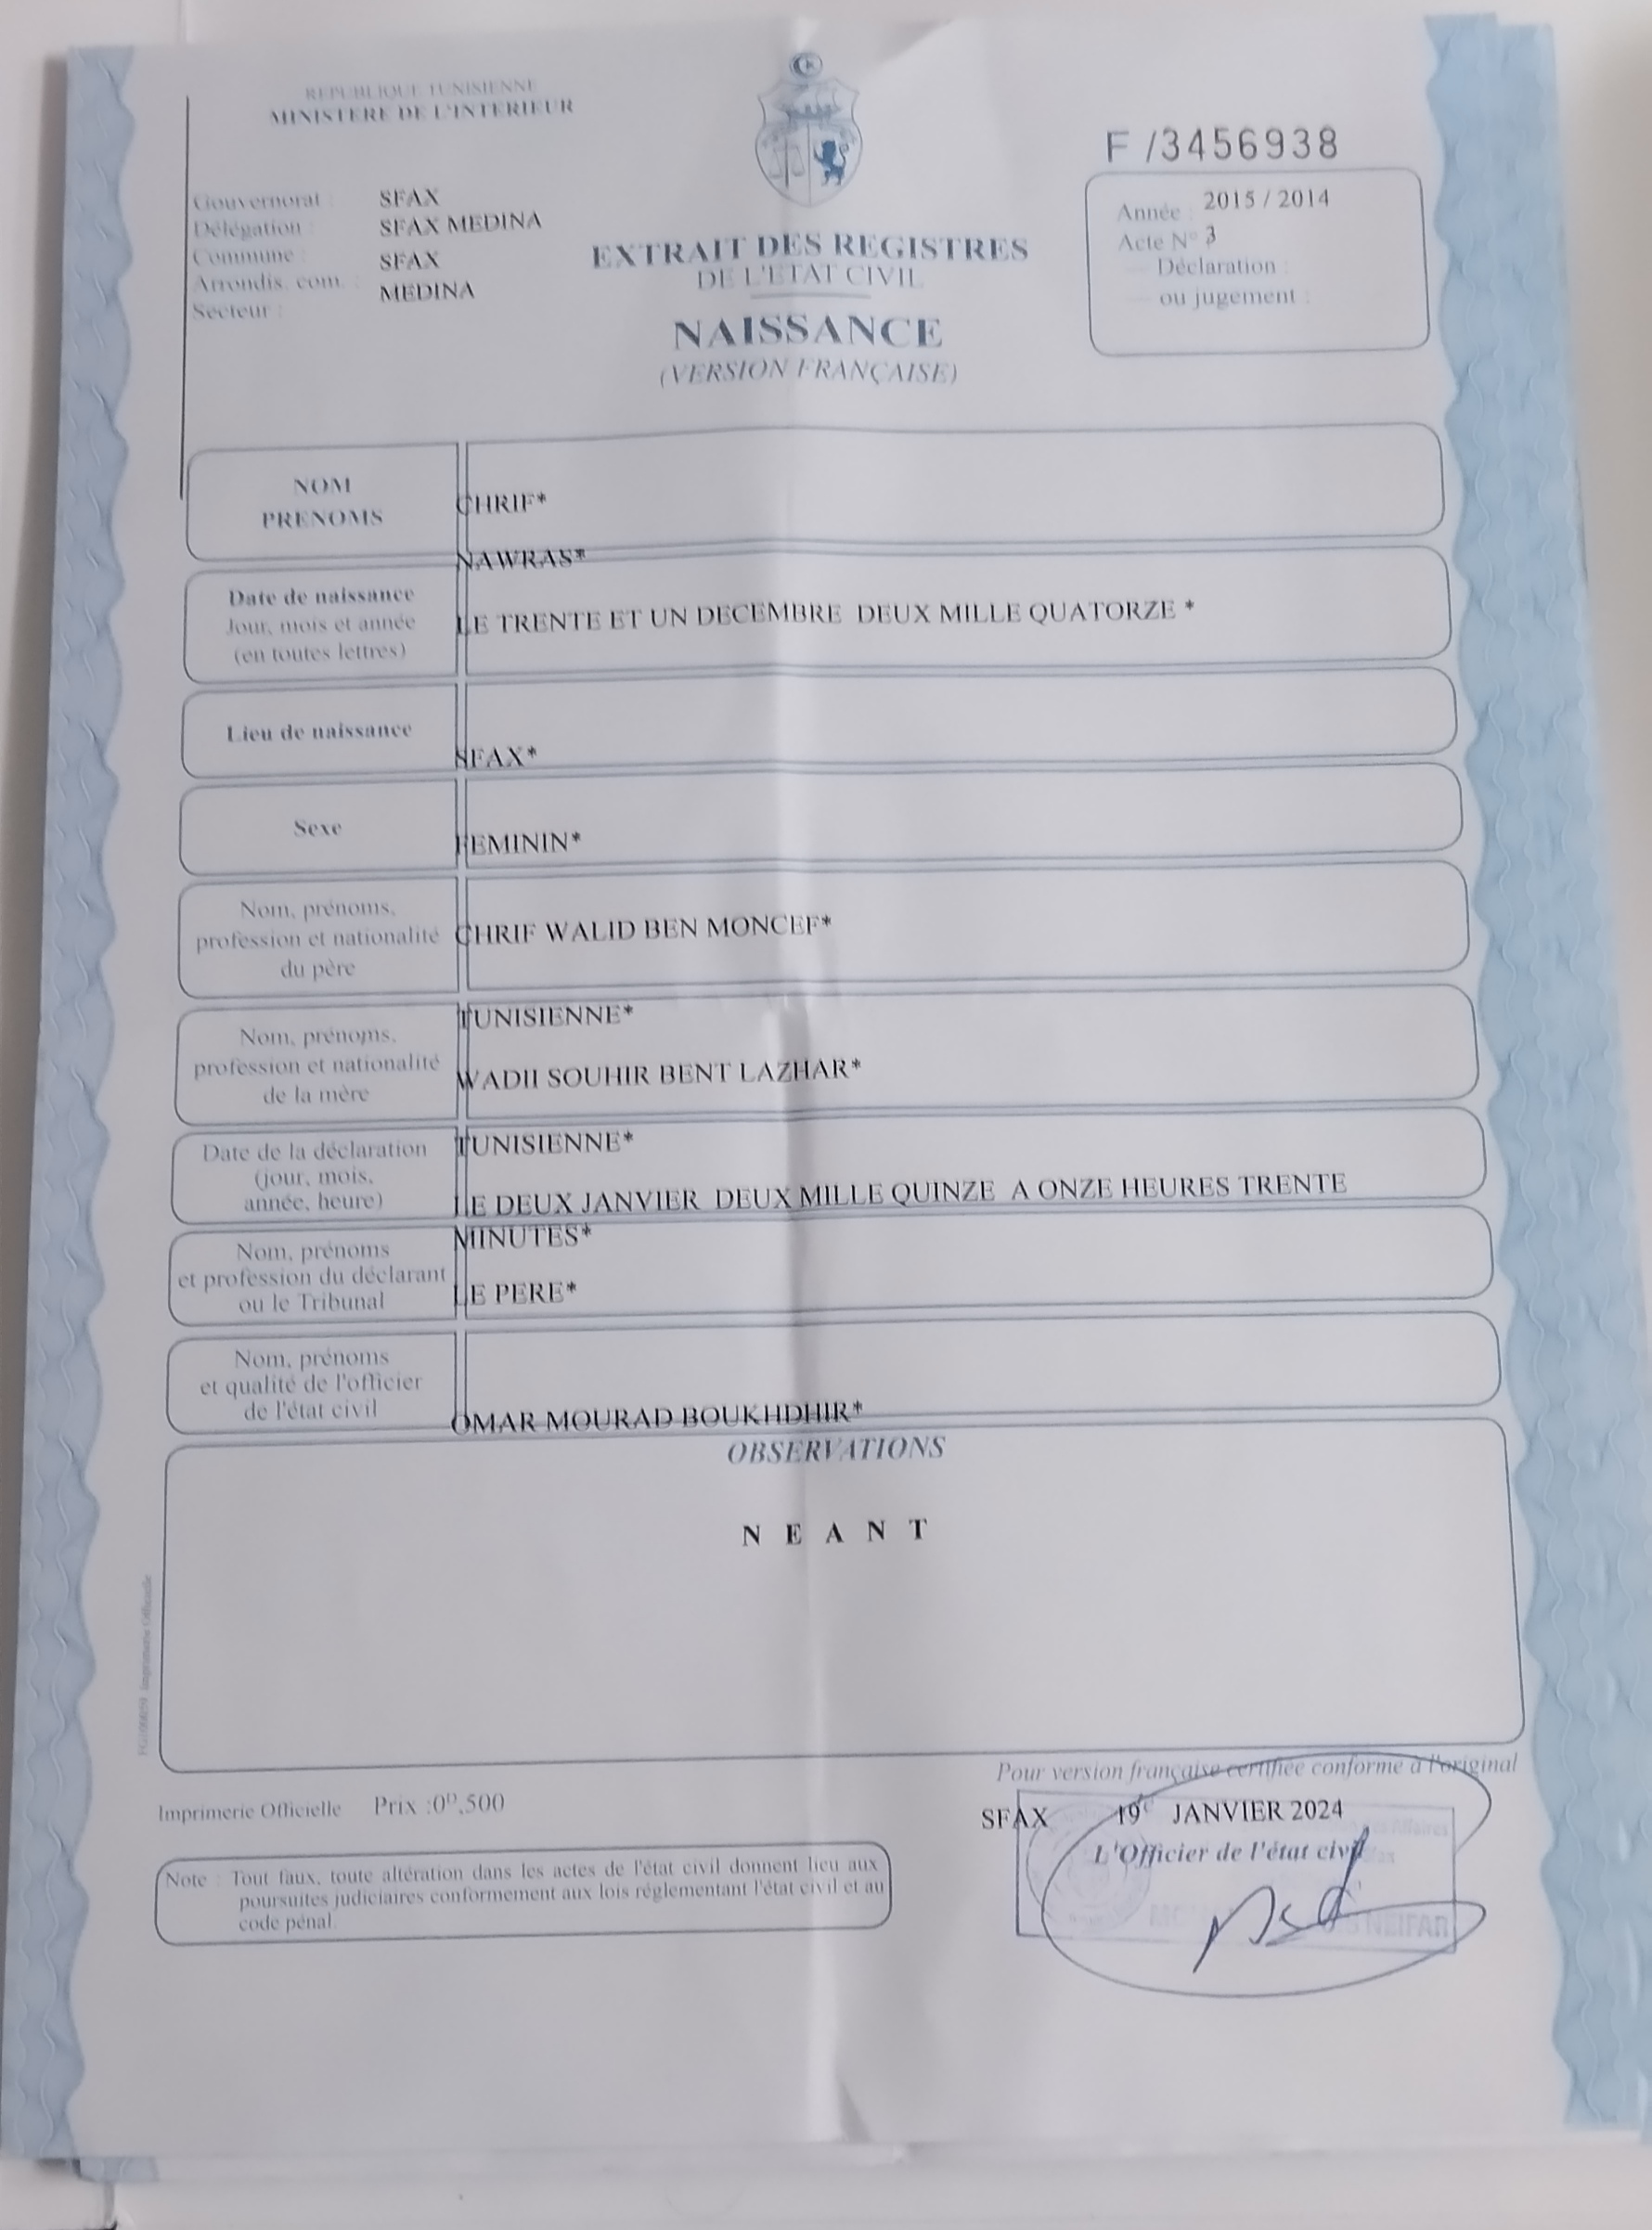 REPUBLIQUE TUNISIENNE
MINISTERE DE L'INTERIEUR
F /3456938
Gouvernorat : SFAX
Délégation : SFAX MEDINA
Commune : SFAX
Arrondis. com. : MEDINA
Secteur :
EXTRAIT DES REGISTRES
DE L'ETAT CIVIL
NAISSANCE
(VERSION FRANÇAISE)
Année : 2015 / 2014
Acte N° 3
Déclaration :
ou jugement :
NOM
PRENOMS
CHRIF*
NAWRAS*
Date de naissance
Jour, mois et année
(en toutes lettres)
LE TRENTE ET UN DECEMBRE DEUX MILLE QUATORZE *
Lieu de naissance
SFAX*
Sexe
FEMININ*
Nom, prénoms,
profession et nationalité
du père
CHRIF WALID BEN MONCEF*
TUNISIENNE*
Nom, prénoms,
profession et nationalité
de la mère
WADII SOUHIR BENT LAZHAR*
TUNISIENNE*
Date de la déclaration
(jour, mois,
année, heure)
LE DEUX JANVIER DEUX MILLE QUINZE A ONZE HEURES TRENTE
MINUTES*
Nom, prénoms
et profession du déclarant
ou le Tribunal
LE PERE*
Nom, prénoms
et qualité de l'officier
de l'état civil
OMAR MOURAD BOUKHDHIR*
OBSERVATIONS
N E A N T
Imprimerie Officielle
Pour version française certifiée conforme à l'original
Imprimerie Officielle Prix :0ᴰ,500
SFAX 19 JANVIER 2024
L'Officier de l'état civil
NEIFAR
Note : Tout faux, toute altération dans les actes de l'état civil donnent lieu aux
poursuites judiciaires conformement aux lois réglementant l'état civil et au
code pénal.